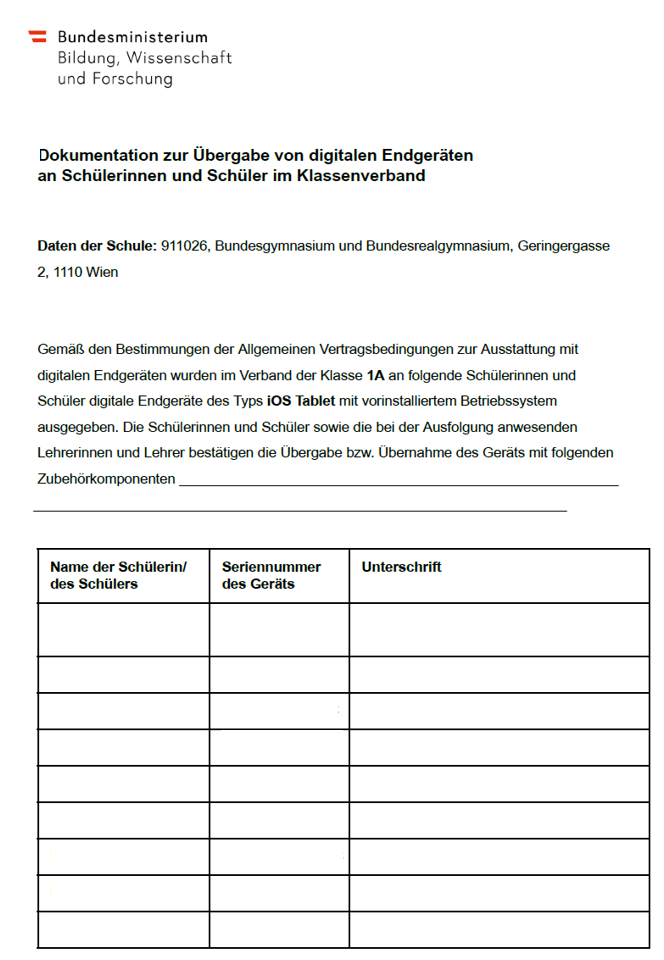 Bundesministerium
Bildung, Wissenschaft
und Forschung
Dokumentation zur Übergabe von digitalen Endgeräten
an Schülerinnen und Schüler im Klassenverband
Daten der Schule: 911026, Bundesgymnasium und Bundesrealgymnasium, Geringergasse
2, 1110 Wien
Gemäß den Bestimmungen der Allgemeinen Vertragsbedingungen zur Ausstattung mit
digitalen Endgeräten wurden im Verband der Klasse 1A an folgende Schülerinnen und
Schüler digitale Endgeräte des Typs iOS Tablet mit vorinstalliertem Betriebssystem
ausgegeben. Die Schülerinnen und Schüler sowie die bei der Ausfolgung anwesenden
Lehrerinnen und Lehrer bestätigen die Übergabe bzw. Übernahme des Geräts mit folgenden
Zubehörkomponenten
Name der Schülerin/ Seriennummer Unterschrift
des Schülers des Geräts